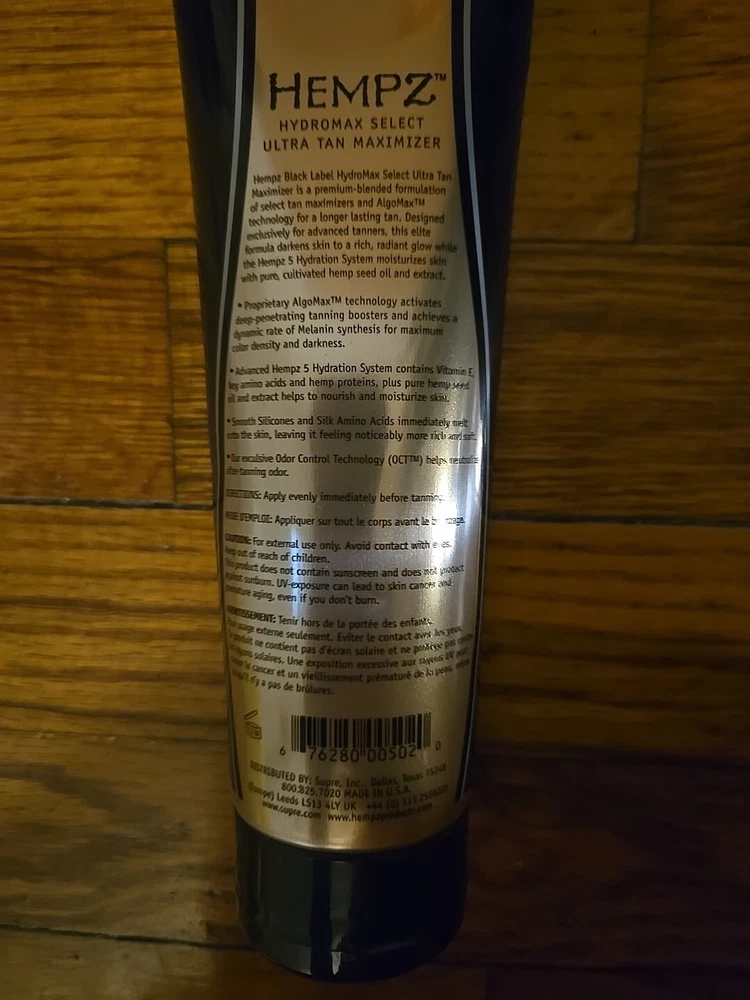 HEMPZ™
HYDROMAX SELECT
ULTRA TAN MAXIMIZER
Hempz Black Label HydroMax Select Ultra Tan
Maximizer is a premium-blended formulation
of select tan maximizers and AlgoMax™
technology for a longer lasting tan. Designed
exclusively for advanced tanners, this elite
formula darkens skin to a rich, radiant glow while
the Hempz 5 Hydration System moisturizes skin
with pure, cultivated hemp seed oil and extract.
• Proprietary AlgoMax™ technology activates
deep-penetrating tanning boosters and achieves a
dynamic rate of Melanin synthesis for maximum
color density and darkness.
• Advanced Hempz 5 Hydration System contains Vitamin E,
key amino acids and hemp proteins, plus pure hemp seed
oil and extract helps to nourish and moisturize skin.
• Smooth Silicones and Silk Amino Acids immediately melt
onto the skin, leaving it feeling noticeably more rich and soft.
• Our exculsive Odor Control Technology (OCT™) helps neutralize
after-tanning odor.
DIRECTIONS: Apply evenly immediately before tanning.
MODE D'EMPLOI: Appliquer sur tout le corps avant le
CAUTION: For external use only. Avoid contact with eyes.
Keep out of reach of children.
This product does not contain sunscreen and does not protect
against sunburn. UV-exposure can lead to skin cancer and
premature aging, even if you don't burn.
AVERTISSEMENT: Tenir hors de la portée des enfants.
usage externe seulement. Eviter le contact avec les yeux.
produit ne contient pas d'écran solaire et ne protège pas
rayons solaires. Une exposition excessive aux rayons UV
le cancer et un vieillissement prématuré de la peau,
il n'y a pas de brûlures.
6 76280 00502 0
DISTRIBUTED BY: Supre, Inc. Dallas, Texas
800.825.7020 MADE IN U.S.A.
(Europe) Leeds LS13 4LY UK +44 (0) 113
www.supre.com www.hempzproducts.com